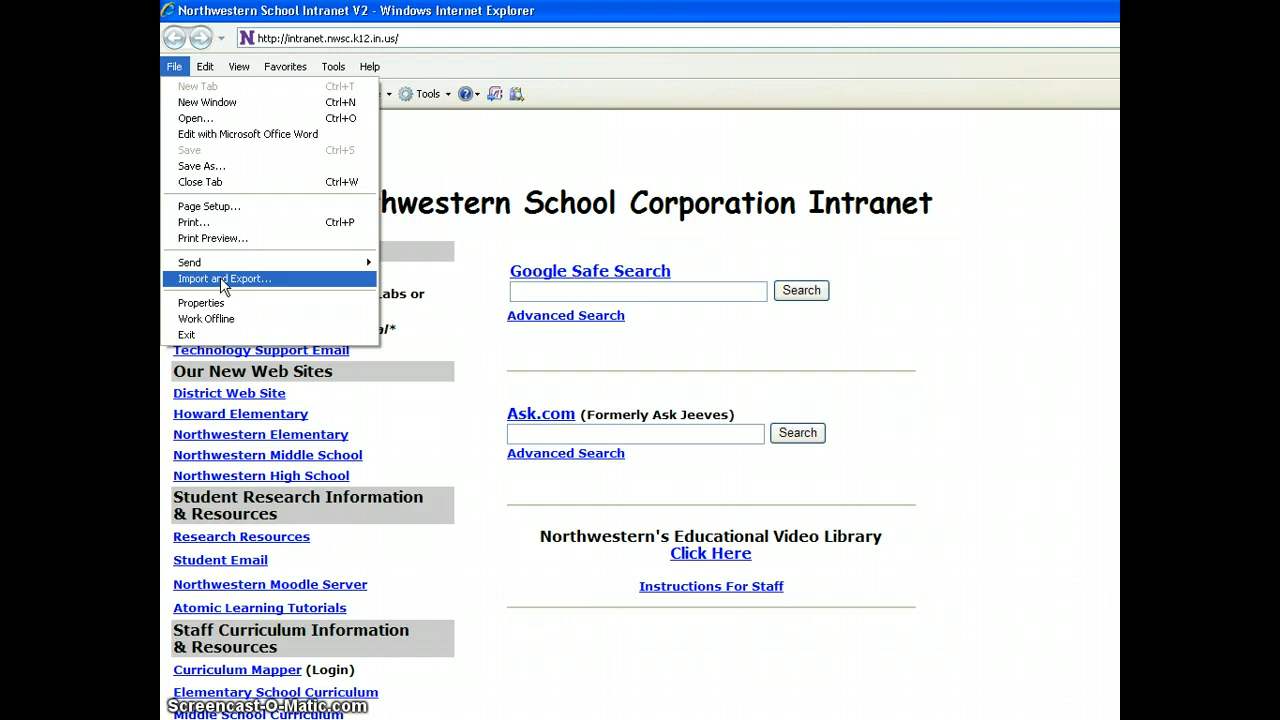 Northwestern School Intranet V2 - Windows Internet Explorer
http://intranet.nwsc.k12.in.us/
File Edit View Favorites Tools Help
Tools
New Tab Ctrl+T
New Window Ctrl+N
Open... Ctrl+O
Edit with Microsoft Office Word
Save Ctrl+S
Save As...
Close Tab Ctrl+W
Page Setup...
Print... Ctrl+P
Print Preview...
Send
Import and Export...
Properties
Work Offline
Exit
hwestern School Corporation Intranet
abs or
al*
Technology Support Email
Our New Web Sites
District Web Site
Howard Elementary
Northwestern Elementary
Northwestern Middle School
Northwestern High School
Student Research Information
& Resources
Research Resources
Student Email
Northwestern Moodle Server
Atomic Learning Tutorials
Staff Curriculum Information
& Resources
Curriculum Mapper (Login)
Elementary School Curriculum
Middle School Curriculum
Google Safe Search
Search
Advanced Search
Ask.com (Formerly Ask Jeeves)
Search
Advanced Search
Northwestern's Educational Video Library
Click Here
Instructions For Staff
Screencast-O-Matic.com